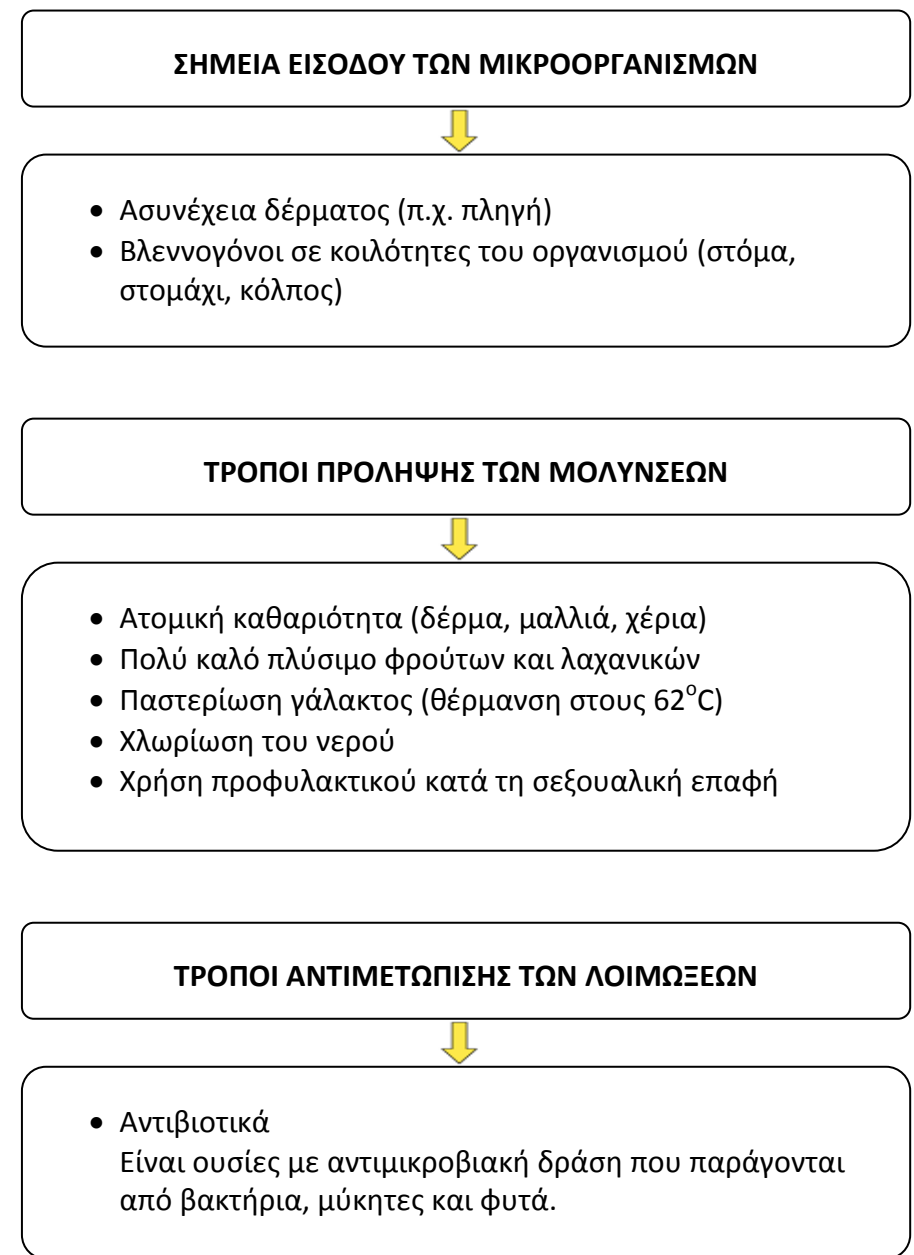 ΣΗΜΕΙΑ ΕΙΣΟΔΟΥ ΤΩΝ ΜΙΚΡΟΟΡΓΑΝΙΣΜΩΝ
• Ασυνέχεια δέρματος (π.χ. πληγή)
• Βλεννογόνοι σε κοιλότητες του οργανισμού (στόμα,
στομάχι, κόλπος)
ΤΡΟΠΟΙ ΠΡΟΛΗΨΗΣ ΤΩΝ ΜΟΛΥΝΣΕΩΝ
• Ατομική καθαριότητα (δέρμα, μαλλιά, χέρια)
• Πολύ καλό πλύσιμο φρούτων και λαχανικών
• Παστερίωση γάλακτος (θέρμανση στους 62°C)
• Χλωρίωση του νερού
• Χρήση προφυλακτικού κατά τη σεξουαλική επαφή
ΤΡΟΠΟΙ ΑΝΤΙΜΕΤΩΠΙΣΗΣ ΤΩΝ ΛΟΙΜΩΞΕΩΝ
• Αντιβιοτικά
Είναι ουσίες με αντιμικροβιακή δράση που παράγονται
από βακτήρια, μύκητες και φυτά.